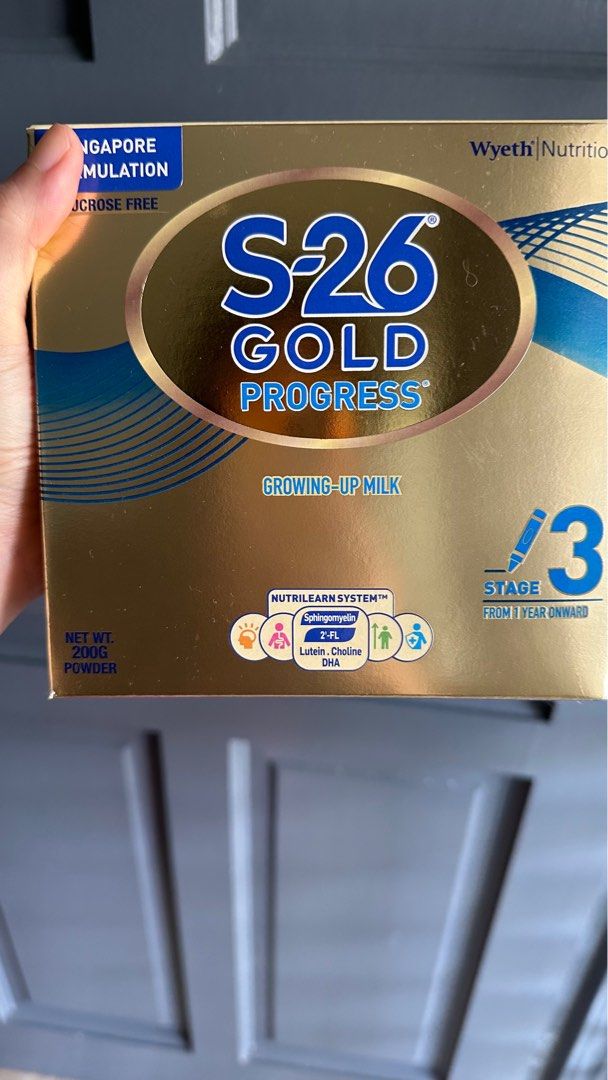 NGAPORE
MULATION
UCROSE FREE
Wyeth® | Nutritio
S-26®
GOLD
PROGRESS®
GROWING-UP MILK
3
STAGE
FROM 1 YEAR ONWARD
NUTRILEARN SYSTEM™
Sphingomyelin
2'-FL
Lutein . Choline
DHA
NET WT.
200G
POWDER